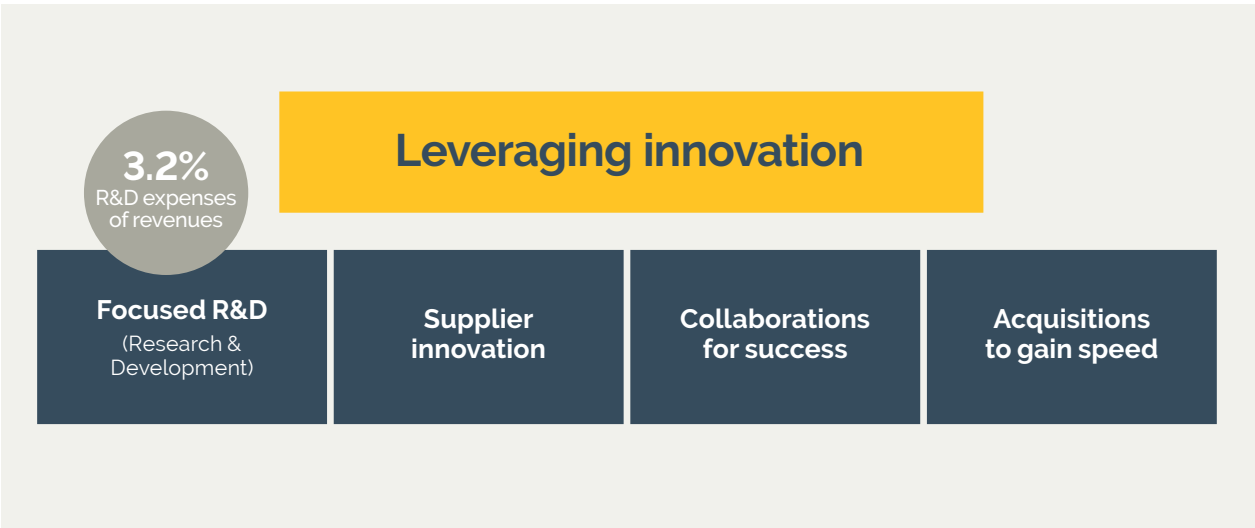 Leveraging innovation
3.2%
R&D expenses
of revenues
Focused R&D
(Research &
Development)
Supplier
innovation
Collaborations
for success
Acquisitions
to gain speed